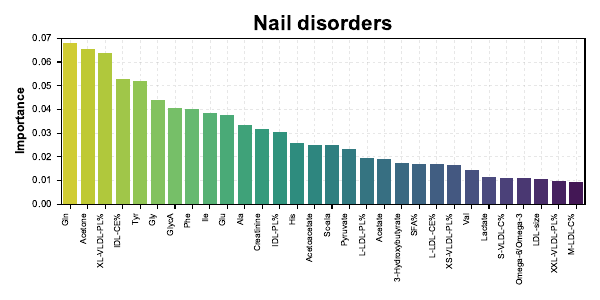 Nail disorders
Importance
0.07
0.06
0.05
0.04
0.03
0.02
0.01
0.00
Gln
Acetone
XL-VLDL-PL%
IDL-CE%
Tyr
Gly
GlycA
Phe
Ile
Glu
Ala
Creatinine
IDL-PL%
His
Acetoacetate
S-HDL-PL%
Pyruvate
L-LDL-PL%
Acetate
3-Hydroxybutyrate
SFA%
L-LDL-CE%
XS-VLDL-PL%
Val
Lactate
S-VLDL-C%
Omega-6/Omega-3
LDL-size
XXL-VLDL-PL%
M-LDL-C%